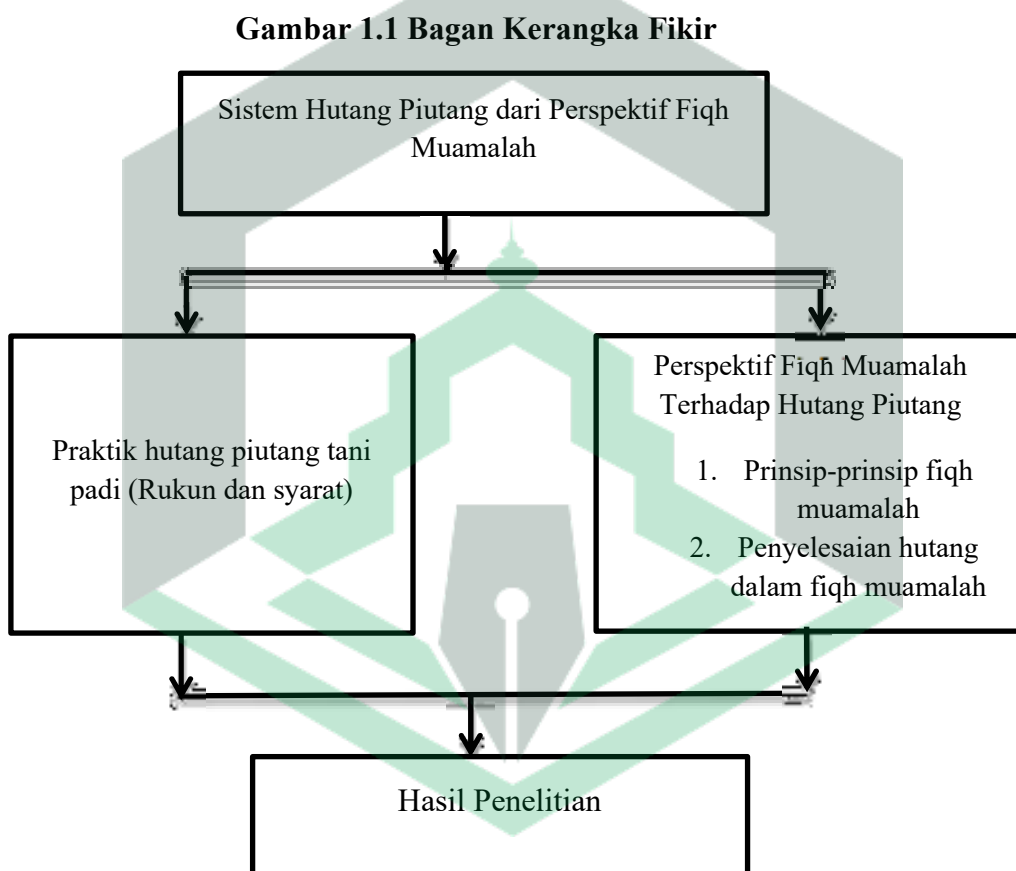 Gambar 1.1 Bagan Kerangka Fikir
Sistem Hutang Piutang dari Perspektif Fiqh
Muamalah
Praktik hutang piutang tani
padi (Rukun dan syarat)
Perspektif Fiqh Muamalah
Terhadap Hutang Piutang
1. Prinsip-prinsip fiqh
muamalah
2. Penyelesaian hutang
dalam fiqh muamalah
Hasil Penelitian